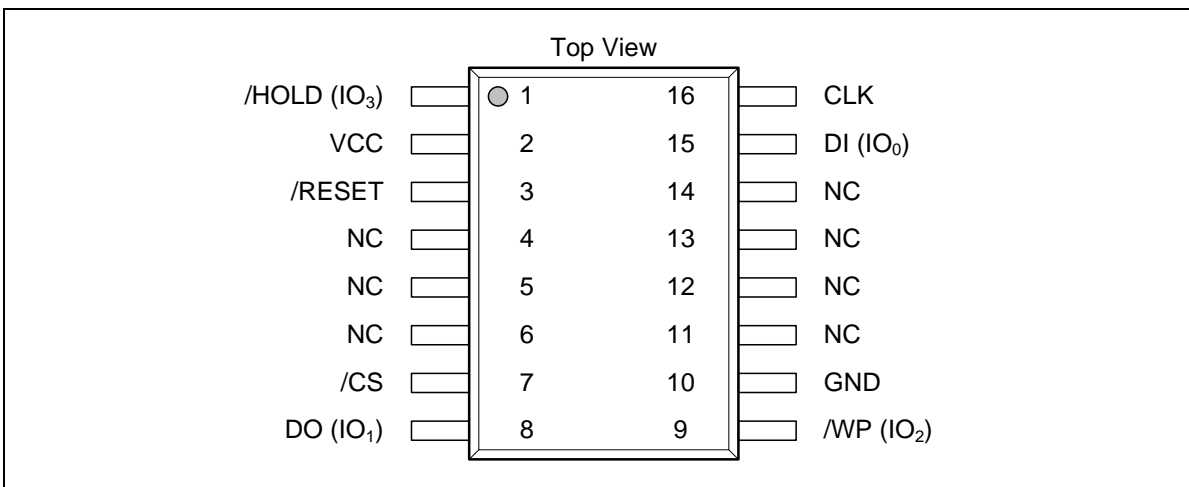 Top View
/HOLD (IO₃) 1 16 CLK
VCC 2 15 DI (IO₀)
/RESET 3 14 NC
NC 4 13 NC
NC 5 12 NC
NC 6 11 NC
/CS 7 10 GND
DO (IO₁) 8 9 /WP (IO₂)